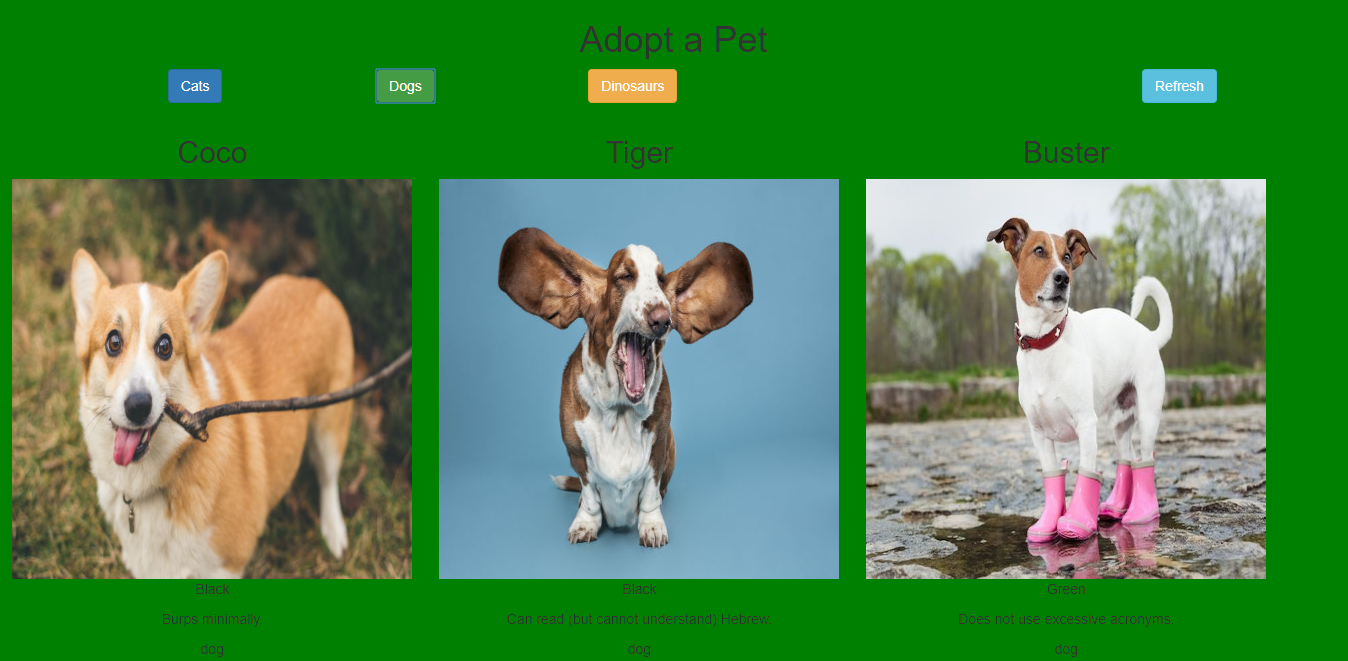 Adopt a Pet
Cats Dogs Dinosaurs Refresh
Coco Tiger Buster
Black Black Green
Burps minimally. Can read (but cannot understand) Hebrew. Does not use excessive acronyms.
dog dog dog